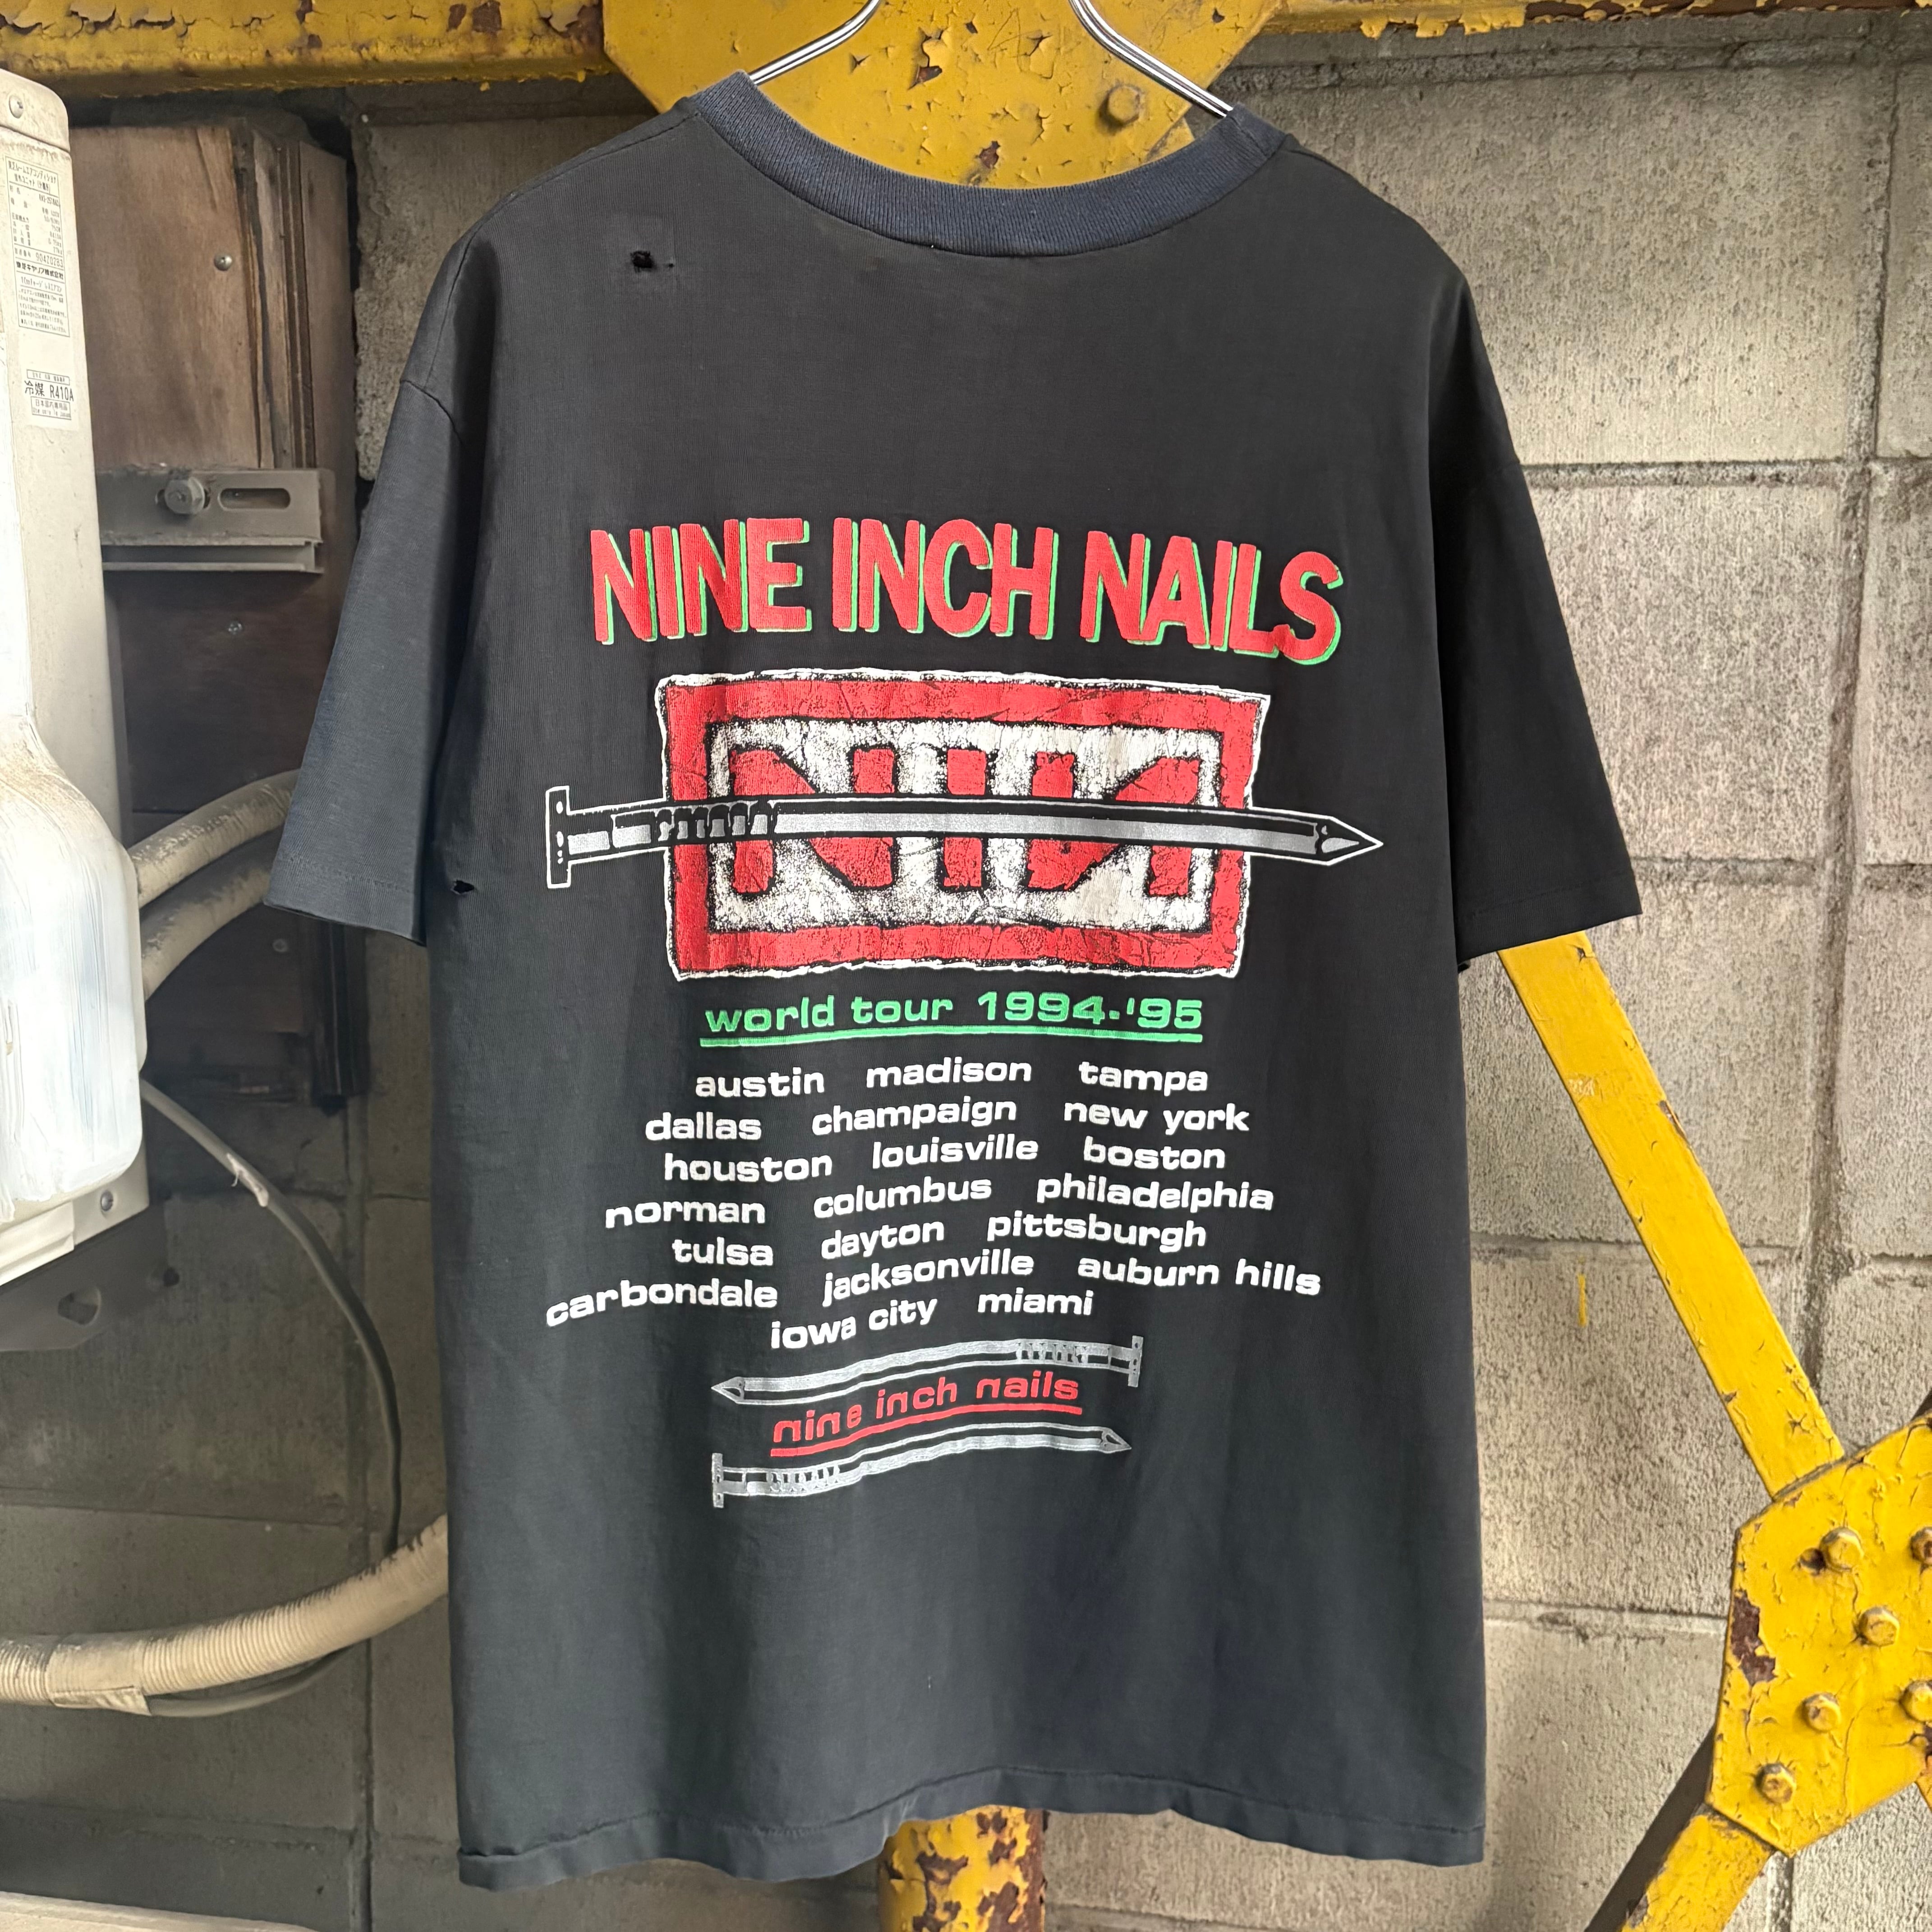 NINE INCH NAILS
NIN
world tour 1994-'95
austin madison tampa
dallas champaign new york
houston louisville boston
norman columbus philadelphia
tulsa dayton pittsburgh
carbondale jacksonville auburn hills
iowa city miami
nine inch nails
冷媒 R410A